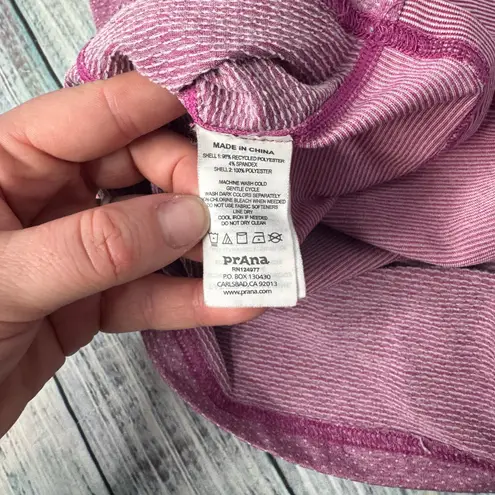 MADE IN CHINA
SHELL 1: 96% RECYCLED POLYESTER
4% SPANDEX
SHELL 2: 100% POLYESTER
MACHINE WASH COLD
GENTLE CYCLE
WASH DARK COLORS SEPARATELY
NON-CHLORINE BLEACH WHEN NEEDED
DO NOT USE FABRIC SOFTENERS
LINE DRY
COOL IRON IF NEEDED
DO NOT DRY CLEAN
prAna
RN124977
P.O. BOX 130430
CARLSBAD, CA 92013
www.prana.com